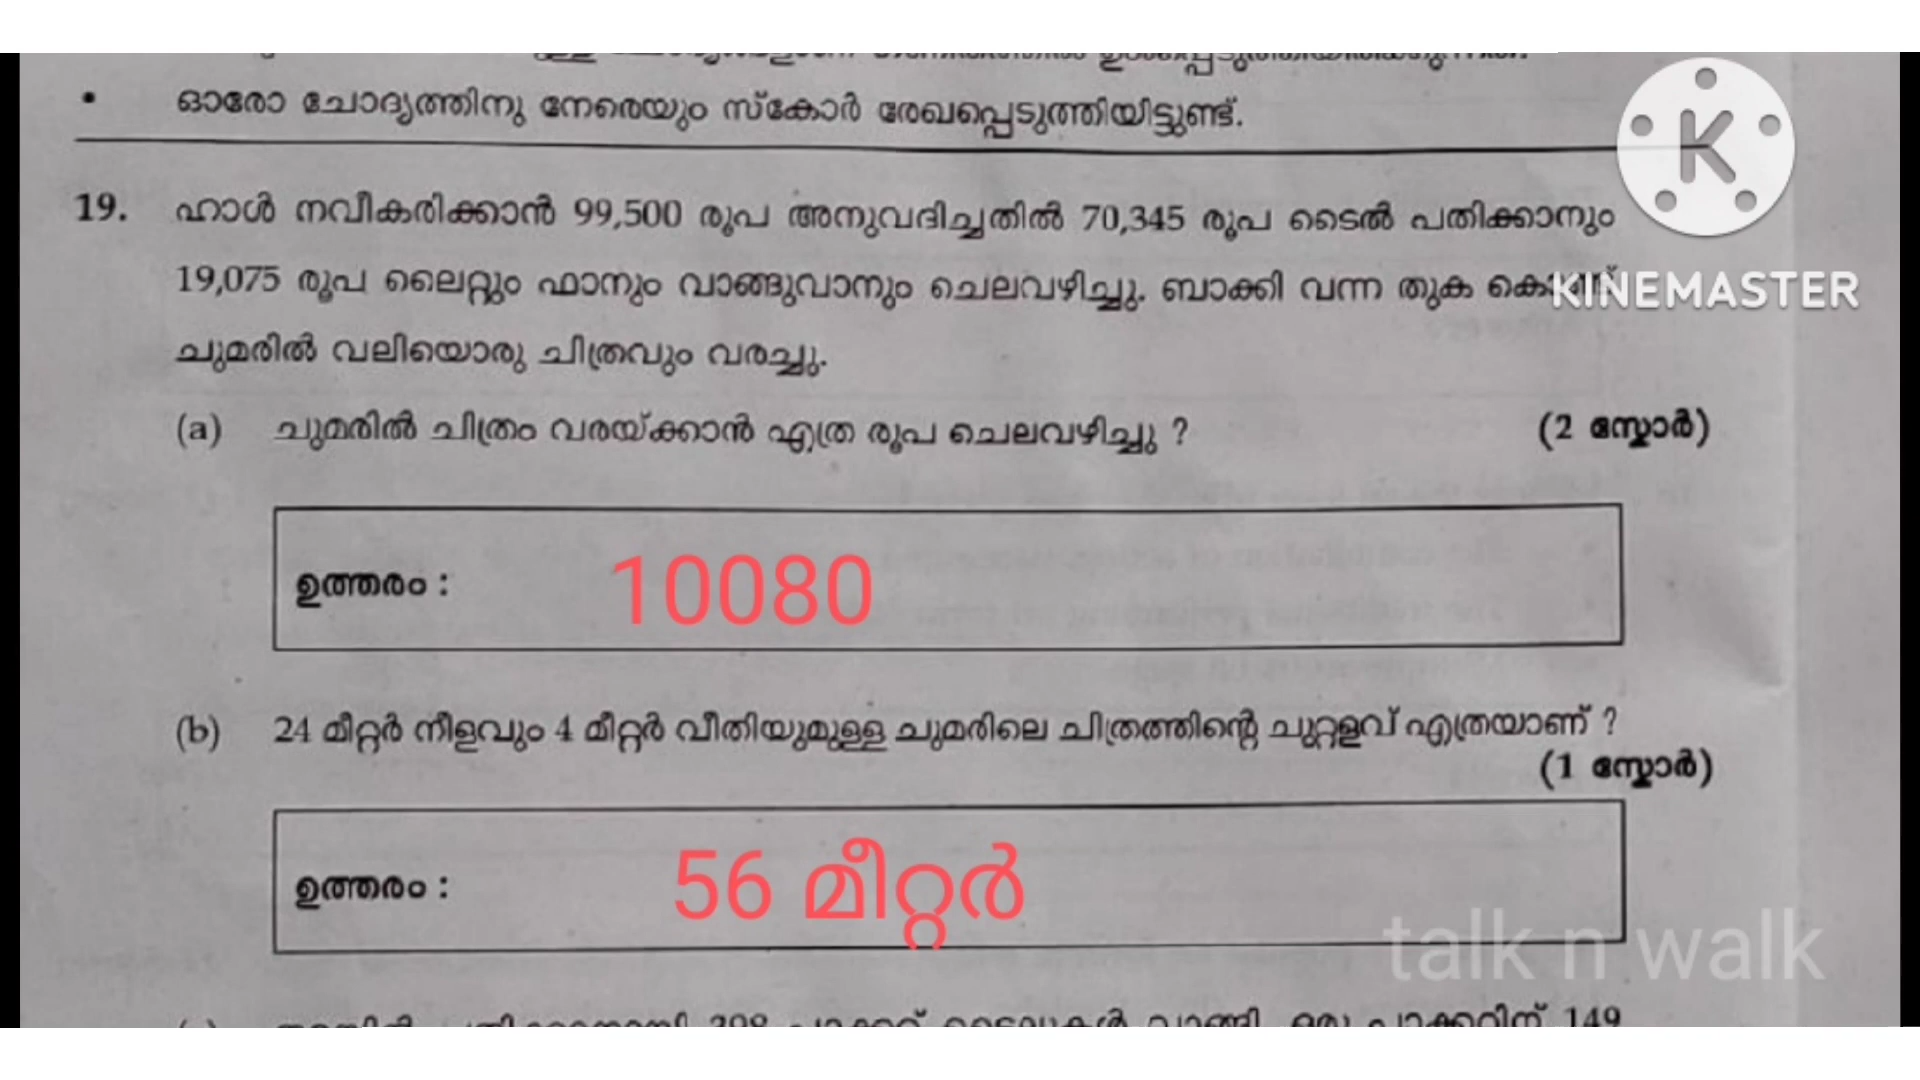 • ഓരോ ചോദ്യത്തിനു നേരെയും സ്കോർ രേഖപ്പെടുത്തിയിട്ടുണ്ട്.
19. ഹാൾ നവീകരിക്കാൻ 99,500 രൂപ അനുവദിച്ചതിൽ 70,345 രൂപ ടൈൽ പതിക്കാനും
19,075 രൂപ ലൈറ്റും ഫാനും വാങ്ങുവാനും ചെലവഴിച്ചു. ബാക്കി വന്ന തുക
KINEMASTER
ചുമരിൽ വലിയൊരു ചിത്രവും വരച്ചു.
(a) ചുമരിൽ ചിത്രം വരയ്ക്കാൻ എത്ര രൂപ ചെലവഴിച്ചു ? (2 സ്കോർ)
ഉത്തരം : 10080
(b) 24 മീറ്റർ നീളവും 4 മീറ്റർ വീതിയുമുള്ള ചുമരിലെ ചിത്രത്തിന്റെ ചുറ്റളവ് എത്രയാണ് ?
(1 സ്കോർ)
ഉത്തരം : 56 മീറ്റർ
talk n walk